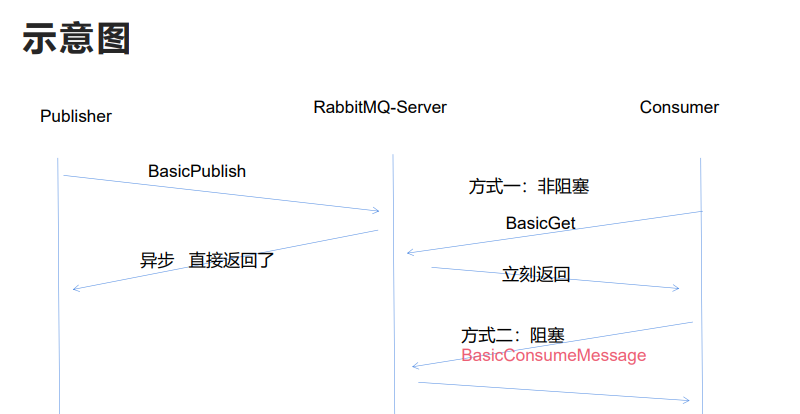 示意图
Publisher
RabbitMQ-Server
Consumer
BasicPublish
方式一：非阻塞
BasicGet
异步 直接返回了
立刻返回
方式二：阻塞
BasicConsumeMessage